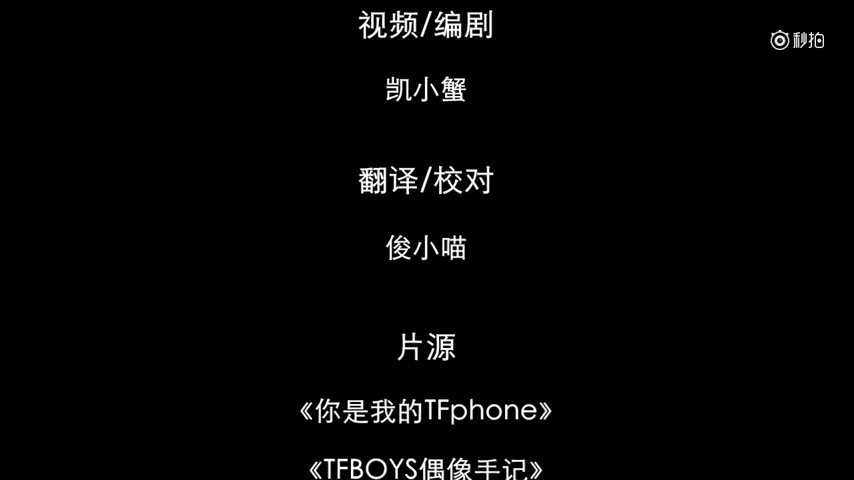 视频/编剧
秒拍
凯小蟹
翻译/校对
俊小喵
片源
《你是我的TFphone》
《TFBOYS偶像手记》